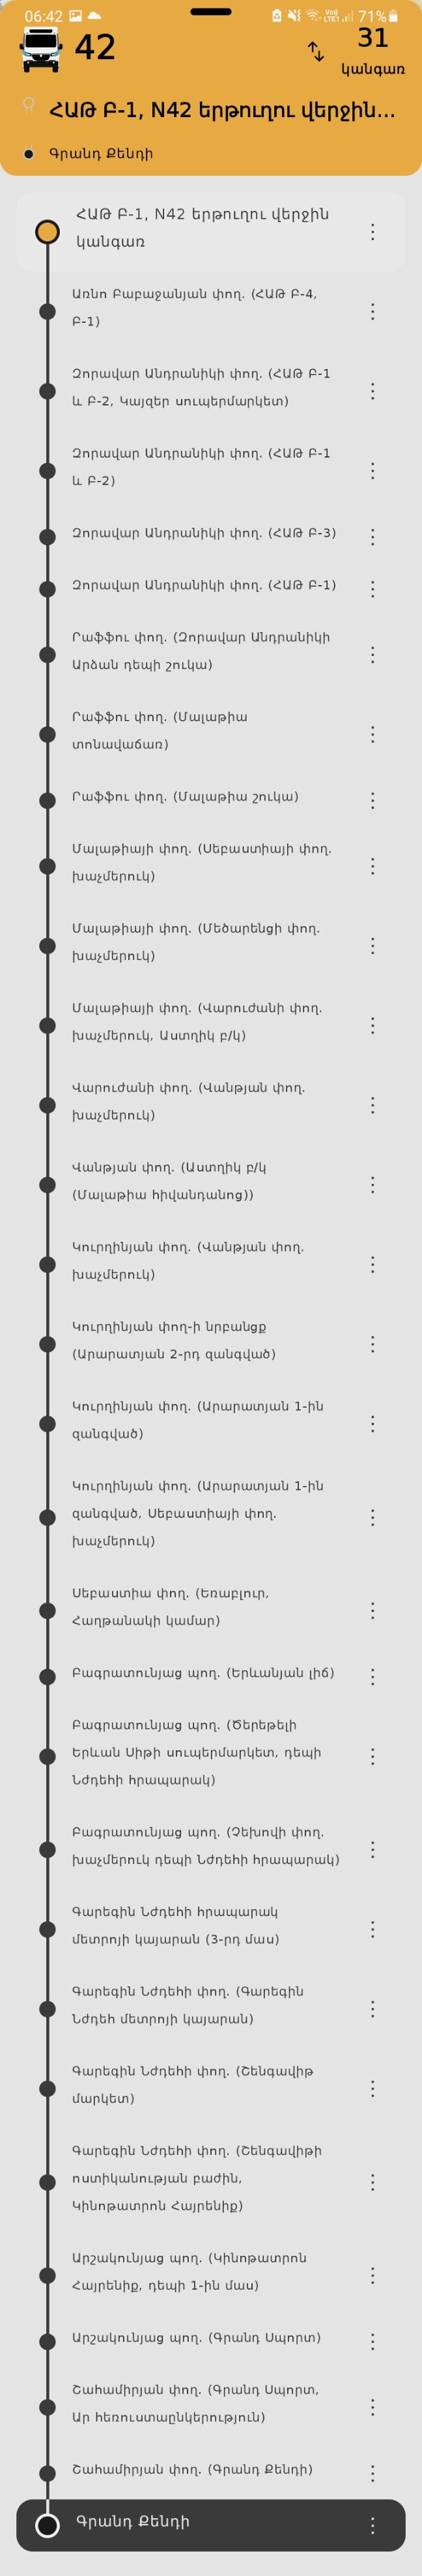 06:42
71%
42
31
կանգառ
ՀԱԹ Բ-1, N42 երթուղու վերջին...
Գրանդ Քենդի
ՀԱԹ Բ-1, N42 երթուղու վերջին
կանգառ
Առնո Բաբաջանյան փող. (ՀԱԹ Բ-4,
Բ-1)
Զորավար Անդրանիկի փող. (ՀԱԹ Բ-1
և Բ-2, Կայզեր սուպերմարկետ)
Զորավար Անդրանիկի փող. (ՀԱԹ Բ-1
և Բ-2)
Զորավար Անդրանիկի փող. (ՀԱԹ Բ-3)
Զորավար Անդրանիկի փող. (ՀԱԹ Բ-1)
Րաֆֆու փող. (Զորավար Անդրանիկի
Արձան դեպի շուկա)
Րաֆֆու փող. (Մալաթիա
տոնավաճառ)
Րաֆֆու փող. (Մալաթիա շուկա)
Մալաթիայի փող. (Սեբաստիայի փող.
խաչմերուկ)
Մալաթիայի փող. (Մեծարենցի փող.
խաչմերուկ)
Մալաթիայի փող. (Վարուժանի փող.
խաչմերուկ, Աստղիկ բ/կ)
Վարուժանի փող. (Վանթյան փող.
խաչմերուկ)
Վանթյան փող. (Աստղիկ բ/կ
(Մալաթիա հիվանդանոց))
Կուրղինյան փող. (Վանթյան փող.
խաչմերուկ)
Կուրղինյան փող-ի նրբանցք
(Արարատյան 2-րդ զանգված)
Կուրղինյան փող. (Արարատյան 1-ին
զանգված)
Կուրղինյան փող. (Արարատյան 1-ին
զանգված, Սեբաստիայի փող.
խաչմերուկ)
Սեբաստիա փող. (Եռաբլուր,
Հաղթանակի կամար)
Բագրատունյաց պող. (Երևանյան լիճ)
Բագրատունյաց պող. (Ծերեթելի
Երևան Սիթի սուպերմարկետ, դեպի
Նժդեհի հրապարակ)
Բագրատունյաց պող. (Չեխովի փող.
խաչմերուկ դեպի Նժդեհի հրապարակ)
Գարեգին Նժդեհի հրապարակ
մետրոյի կայարան (3-րդ մաս)
Գարեգին Նժդեհի փող. (Գարեգին
Նժդեհ մետրոյի կայարան)
Գարեգին Նժդեհի փող. (Շենգավիթ
մարկետ)
Գարեգին Նժդեհի փող. (Շենգավիթի
ոստիկանության բաժին,
Կինոթատրոն Հայրենիք)
Արշակունյաց պող. (Կինոթատրոն
Հայրենիք, դեպի 1-ին մաս)
Արշակունյաց պող. (Գրանդ Սպորտ)
Շահամիրյան փող. (Գրանդ Սպորտ,
Ար հեռուստաընկերություն)
Շահամիրյան փող. (Գրանդ Քենդի)
Գրանդ Քենդի